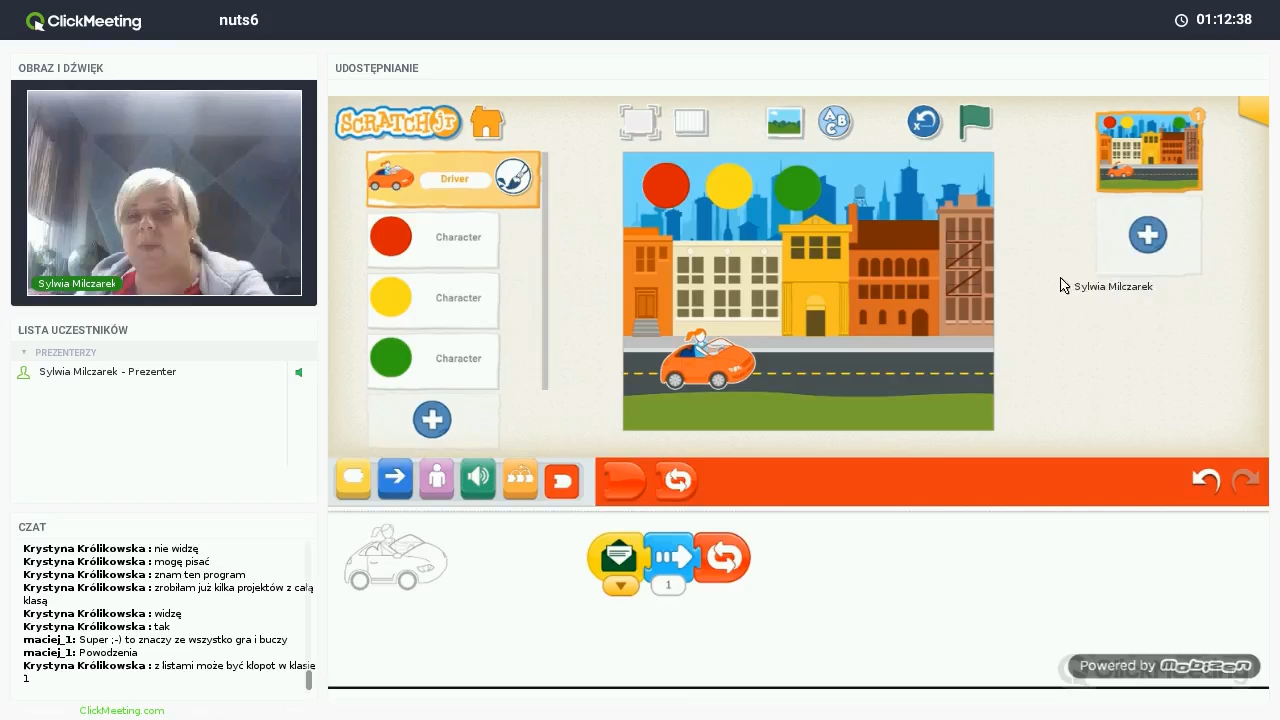 ClickMeeting
nuts6
01:12:38
OBRAZ I DŹWIĘK
UDOSTĘPNIANIE
Sylwia Milczarek
LISTA UCZESTNIKÓW
PREZENTERZY
Sylwia Milczarek - Prezenter
CZAT
Krystyna Królikowska : nie widzę
Krystyna Królikowska : mogę pisać
Krystyna Królikowska : znam ten program
Krystyna Królikowska : zrobiłam już kilka projektów z całą
klasą
Krystyna Królikowska : widzę
Krystyna Królikowska : tak
maciej_1: Super ;-) to znaczy ze wszystko gra i buczy
maciej_1: Powodzenia
Krystyna Królikowska : z listami może być kłopot w klasie
1
ClickMeeting.com
SCRATCHJr
Driver
Character
Character
Character
A B C
1
Sylwia Milczarek
1
Powered by Mobizen
ClickMeeting